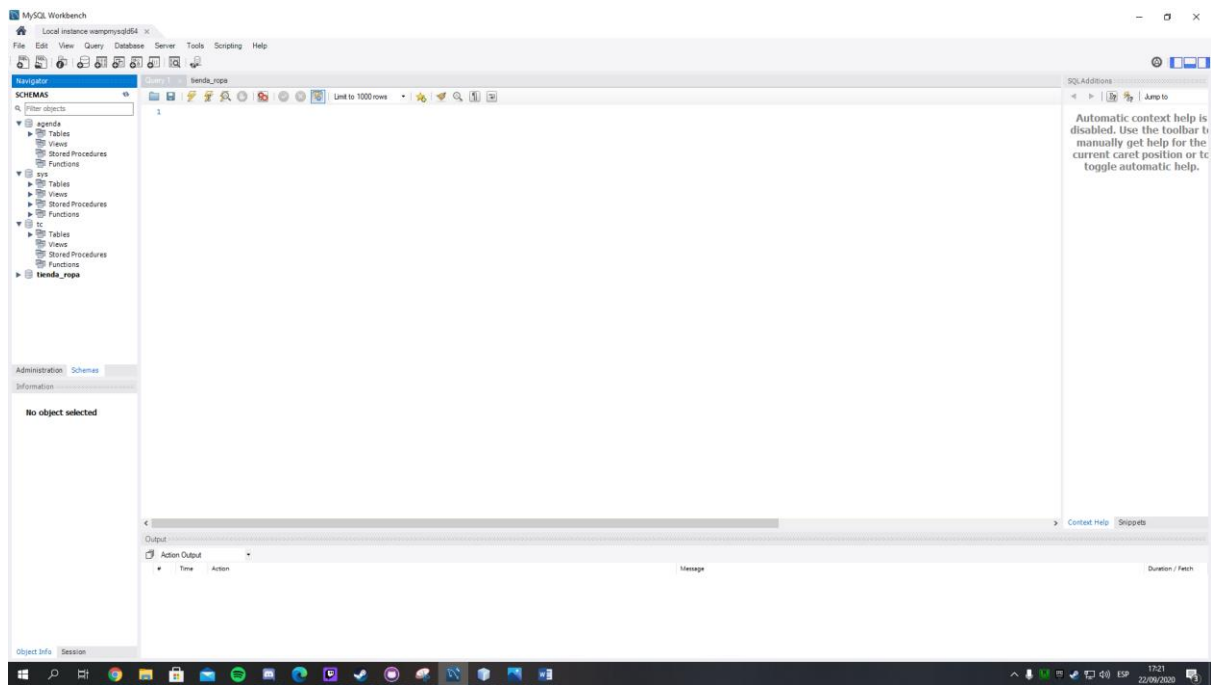 MySQL Workbench
Local instance wampmysqld64
File Edit View Query Database Server Tools Scripting Help
Navigator
SCHEMAS
Filter objects
agenda
Tables
Views
Stored Procedures
Functions
sys
Tables
Views
Stored Procedures
Functions
tc
Tables
Views
Stored Procedures
Functions
tienda_ropa
Administration Schemas
Information
No object selected
Object Info Session
Query 1 tienda_ropa
Limit to 1000 rows
1
Output
Action Output
# Time Action Message Duration / Fetch
SQLAdditions
Jump to
Automatic context help is
disabled. Use the toolbar to
manually get help for the
current caret position or to
toggle automatic help.
Context Help Snippets
ESP
17:21
22/09/2020